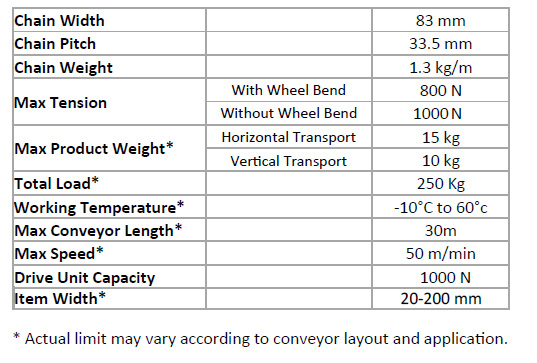 Chain Width 83 mm
Chain Pitch 33.5 mm
Chain Weight 1.3 kg/m
Max Tension With Wheel Bend 800 N
Without Wheel Bend 1000 N
Max Product Weight* Horizontal Transport 15 kg
Vertical Transport 10 kg
Total Load* 250 Kg
Working Temperature* -10°C to 60°c
Max Conveyor Length* 30m
Max Speed* 50 m/min
Drive Unit Capacity 1000 N
Item Width* 20-200 mm
* Actual limit may vary according to conveyor layout and application.